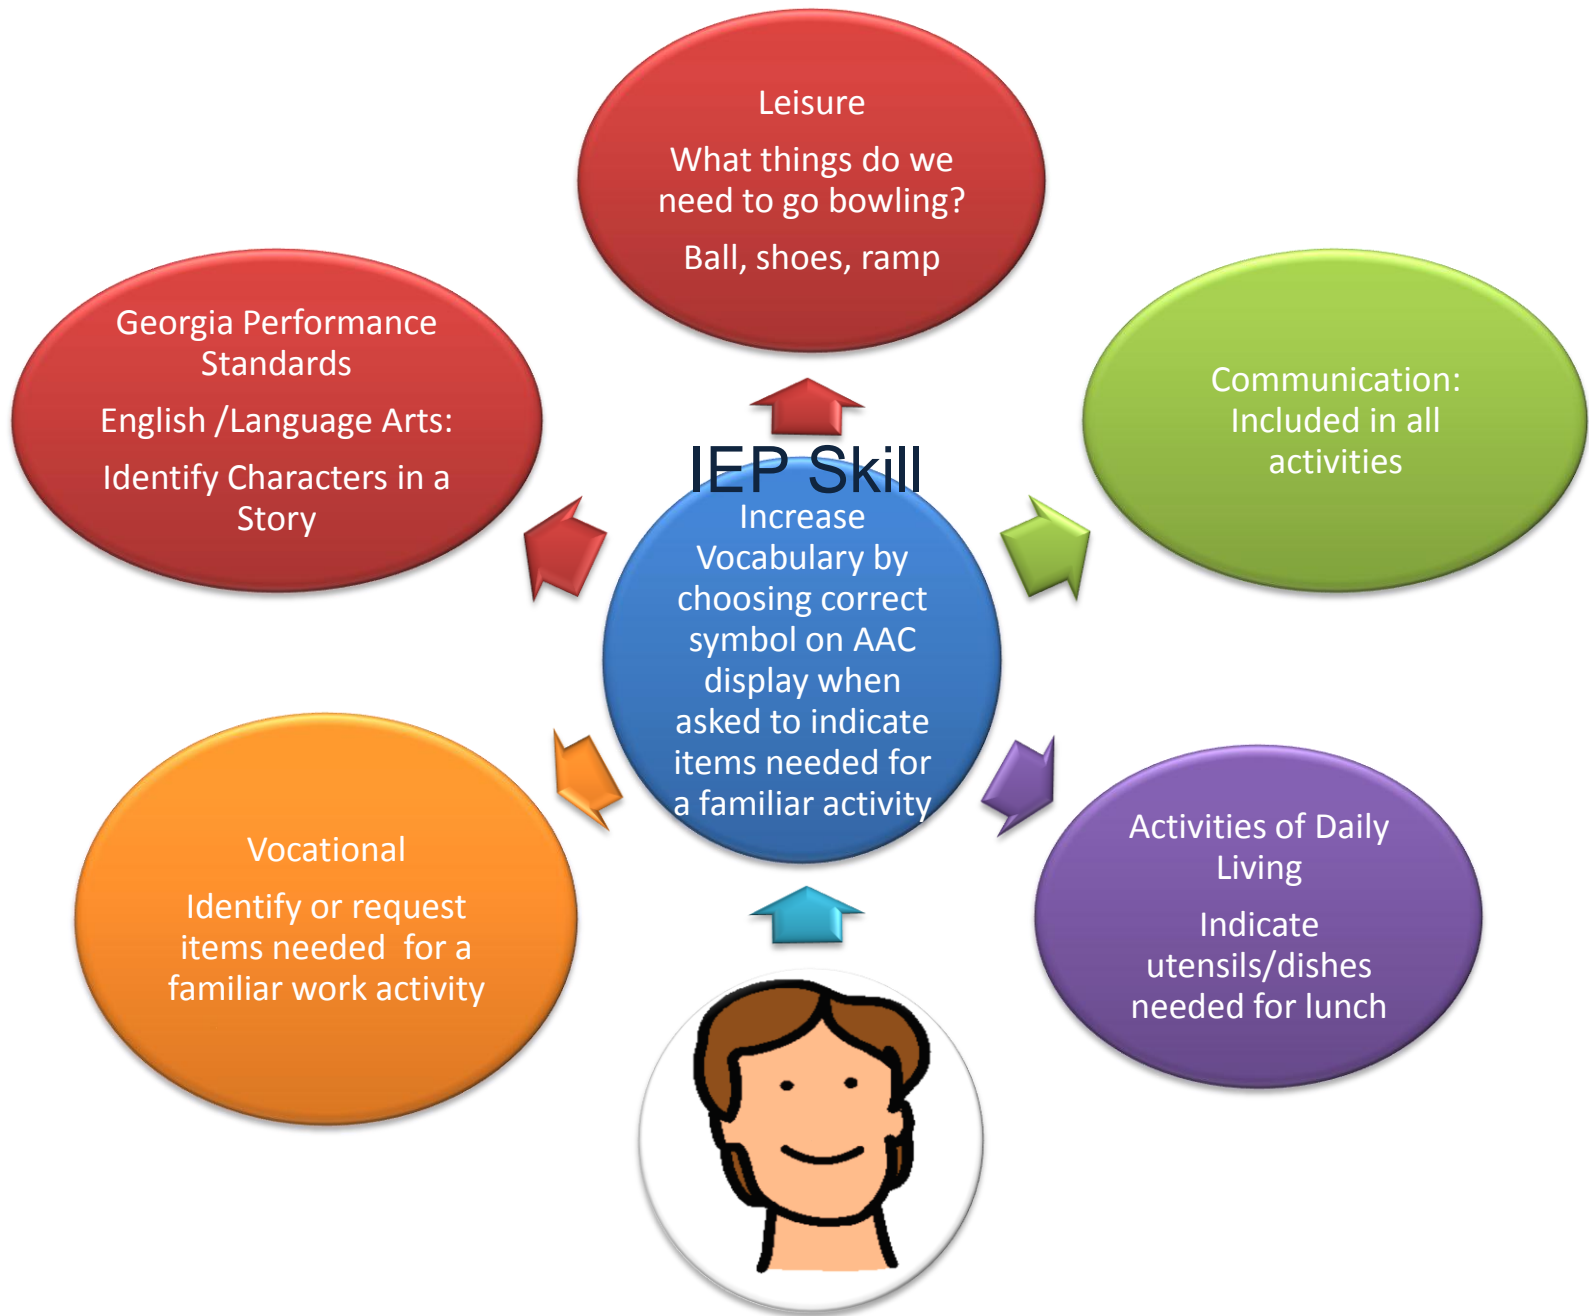 Leisure
What things do we
need to go bowling?
Ball, shoes, ramp
Georgia Performance
Standards
English /Language Arts:
Identify Characters in a
Story
Communication:
Included in all
activities
IEP Skill
Increase
Vocabulary by
choosing correct
symbol on AAC
display when
asked to indicate
items needed for
a familiar activity
Vocational
Identify or request
items needed  for a
familiar work activity
Activities of Daily
Living
Indicate
utensils/dishes
needed for lunch